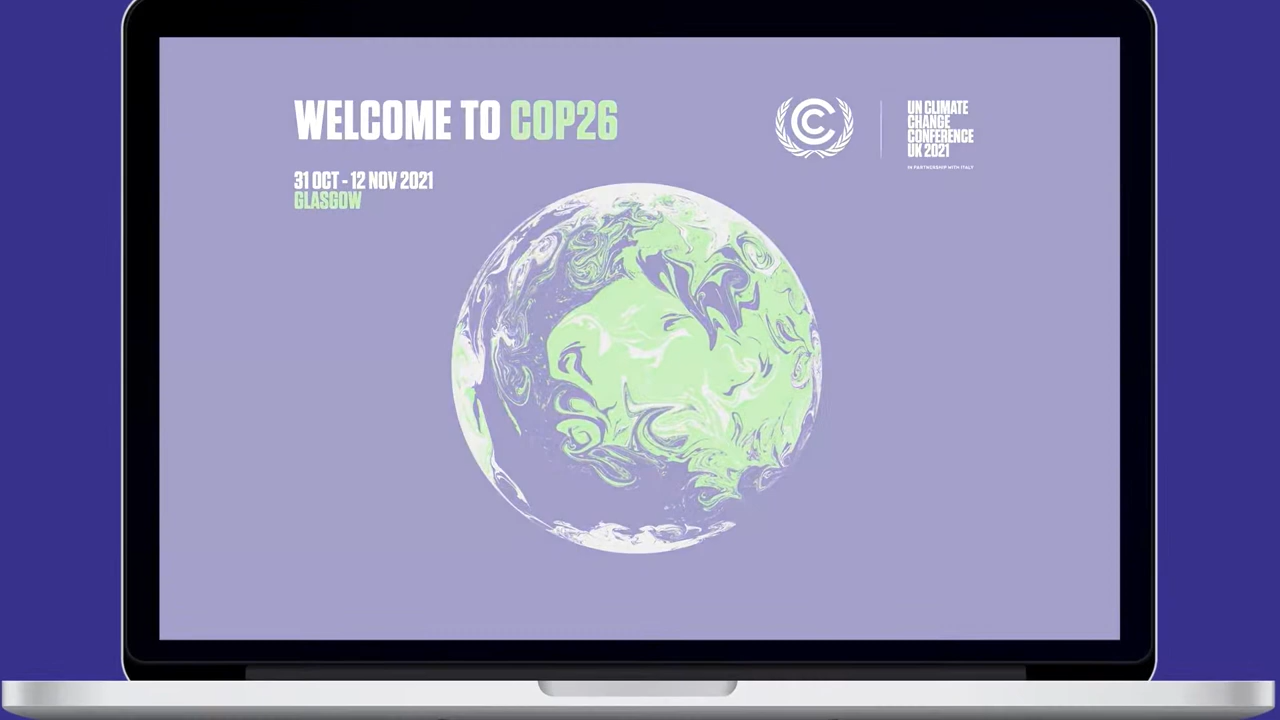 WELCOME TO COP26
31 OCT - 12 NOV 2021
GLASGOW
UN CLIMATE
CHANGE
CONFERENCE
UK 2021
IN PARTNERSHIP WITH ITALY